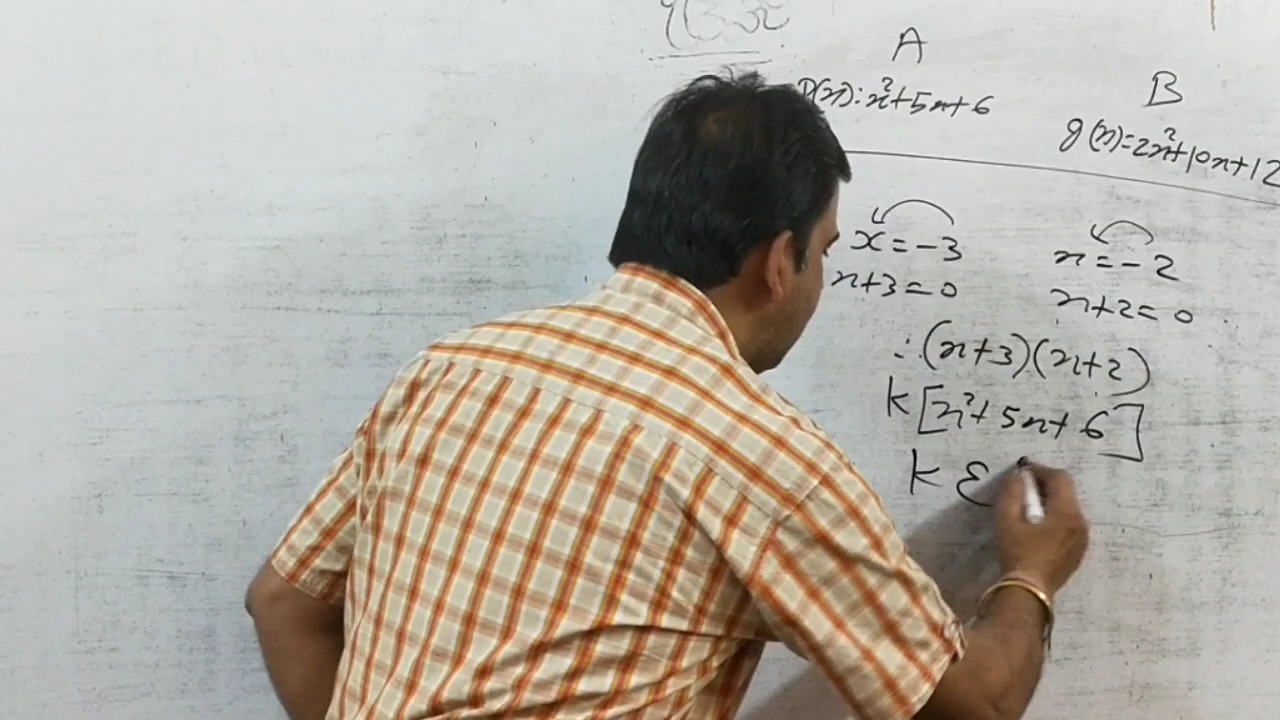 A
P(x): x²+5x+6
B
g(x)=2x²+10x+12
x = -3
x+3=0
x = -2
x+2=0
∴ (x+3)(x+2)
k[x²+5x+6]
k ε